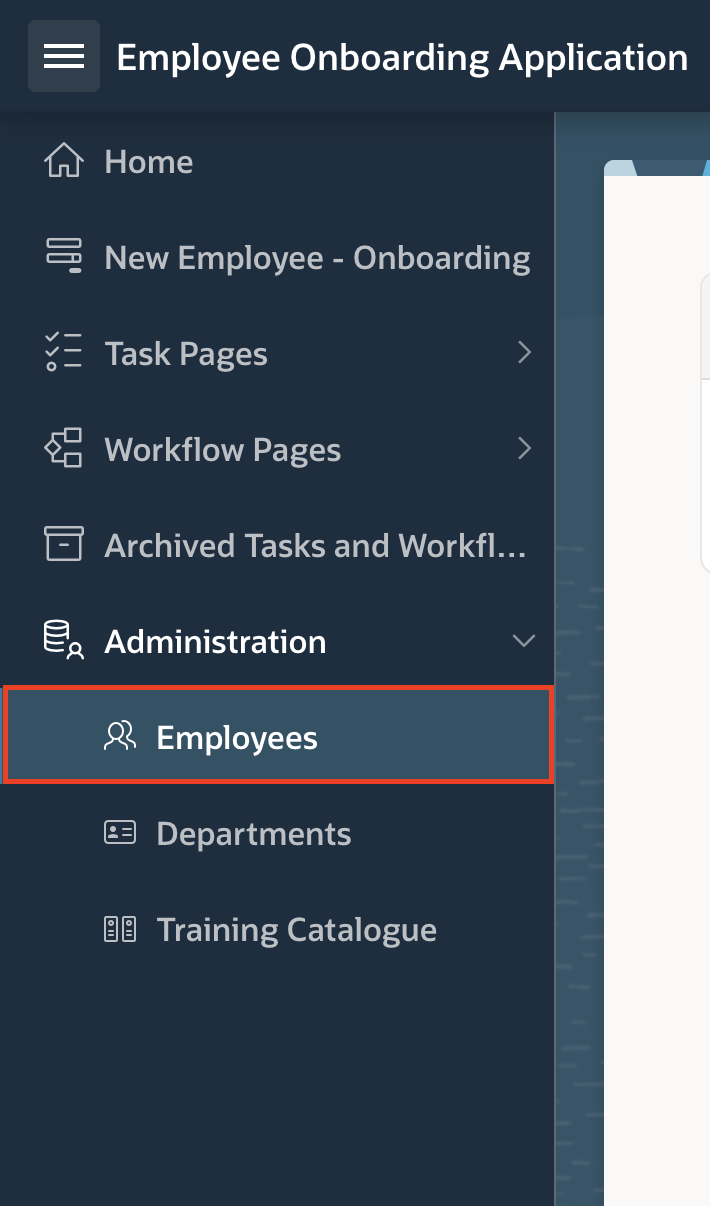 Employee Onboarding Application
Home
New Employee - Onboarding
Task Pages
Workflow Pages
Archived Tasks and Workfl...
Administration
Employees
Departments
Training Catalogue